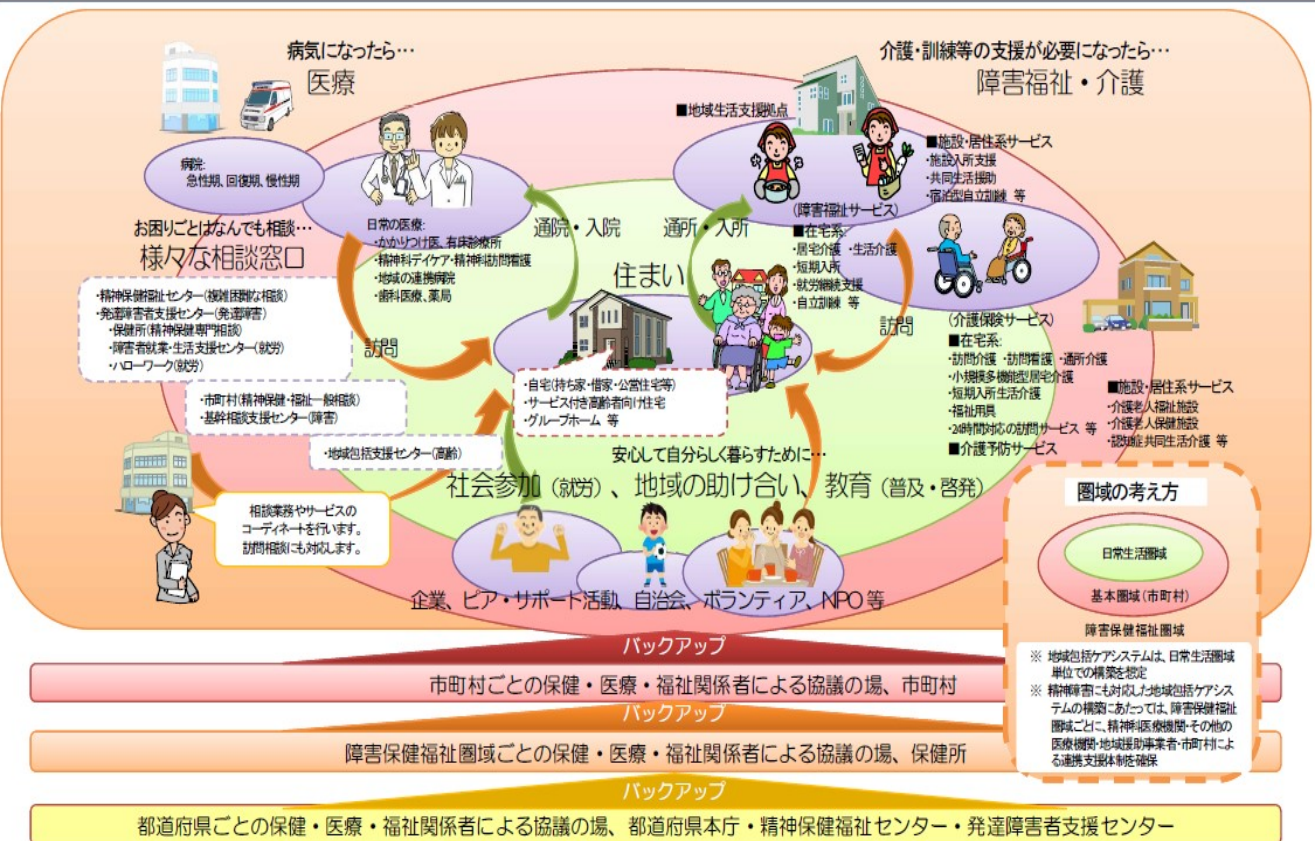 病気になったら…
医療
介護・訓練等の支援が必要になったら…
障害福祉・介護
病院:
急性期、回復期、慢性期
日常の医療:
・かかりつけ医、有床診療所
・精神科デイケア・精神科訪問看護
・地域の連携病院
・歯科医療、薬局
■地域生活支援拠点
■施設・居住系サービス
・施設入所支援
・共同生活援助
・宿泊型自立訓練 等
(障害福祉サービス)
■在宅系:
・居宅介護 ・生活介護
・短期入所
・就労継続支援
・自立訓練 等
お困りごとはなんでも相談…
様々な相談窓口
・精神保健福祉センター(複雑困難な相談)
・発達障害者支援センター(発達障害)
・保健所(精神保健専門相談)
・障害者就業・生活支援センター(就労)
・ハローワーク(就労)
・市町村(精神保健・福祉一般相談)
・基幹相談支援センター(障害)
・地域包括支援センター(高齢)
通院・入院
通所・入所
住まい
訪問
訪問
・自宅(持ち家・借家・公営住宅等)
・サービス付き高齢者向け住宅
・グループホーム 等
(介護保険サービス)
■在宅系:
・訪問介護 ・訪問看護 ・通所介護
・小規模多機能型居宅介護
・短期入所生活介護
・福祉用具
・24時間対応の訪問サービス 等
■介護予防サービス
■施設・居住系サービス
・介護老人福祉施設
・介護老人保健施設
・認知症共同生活介護 等
安心して自分らしく暮らすために…
社会参加(就労)、地域の助け合い、教育(普及・啓発)
相談業務やサービスの
コーディネートを行います。
訪問相談にも対応します。
企業、ピア・サポート活動、自治会、ボランティア、NPO 等
圏域の考え方
日常生活圏域
基本圏域(市町村)
障害保健福祉圏域
※ 地域包括ケアシステムは、日常生活圏域
単位での構築を想定
※ 精神障害にも対応した地域包括ケアシス
テムの構築にあたっては、障害保健福祉
圏域ごとに、精神科医療機関・その他の
医療機関・地域援助事業者・市町村によ
る連携支援体制を確保
バックアップ
市町村ごとの保健・医療・福祉関係者による協議の場、市町村
バックアップ
障害保健福祉圏域ごとの保健・医療・福祉関係者による協議の場、保健所
バックアップ
都道府県ごとの保健・医療・福祉関係者による協議の場、都道府県本庁・精神保健福祉センター・発達障害者支援センター